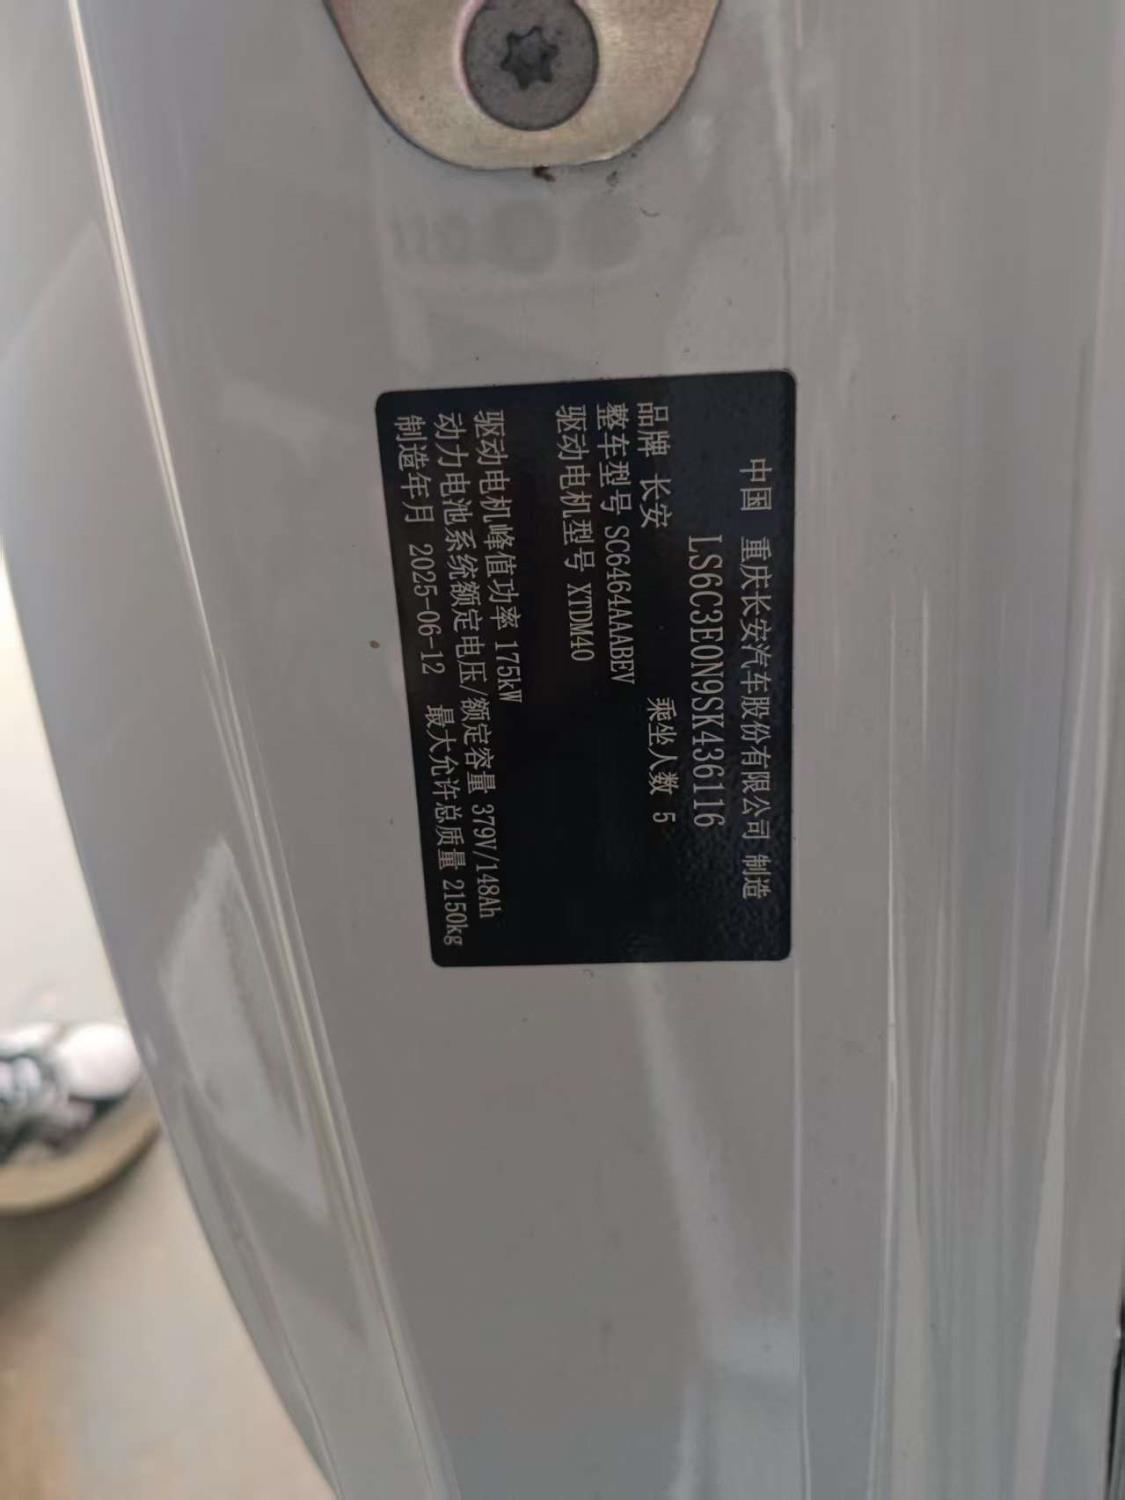 中国 重庆长安汽车股份有限公司 制造
LS6C3E0N9SK436116
品牌 长安 乘坐人数 5
整车型号 SC6464AAABEV
驱动电机型号 XTDM40
驱动电机峰值功率 175kW
动力电池系统额定电压/额定容量 379V/148Ah
制造年月 2025-06-12 最大允许总质量 2150kg